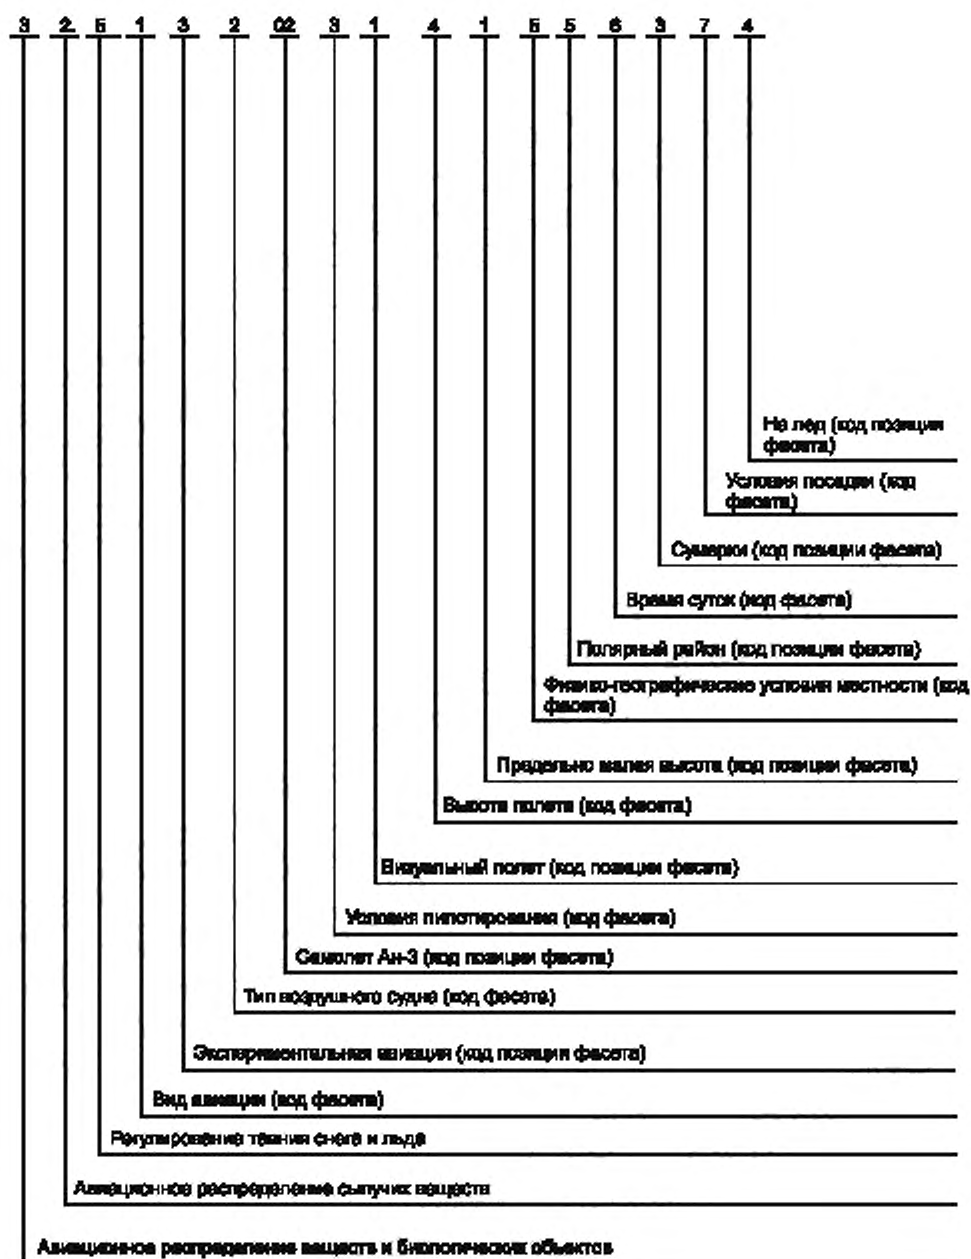 3 2 5 1 3 2 02 3 1 4 1 5 5 6 3 7 4
На лед (код позиции
фасета)
Условия посадки (код
фасета)
Сумерки (код позиции фасета)
Время суток (код фасета)
Полярный район (код позиции фасета)
Физико-географические условия местности (код
фасета)
Предельно малая высота (код позиции фасета)
Высота полета (код фасета)
Визуальный полет (код позиции фасета)
Условия пилотирования (код фасета)
Самолет Ан-3 (код позиции фасета)
Тип воздушного судна (код фасета)
Экспериментальная авиация (код позиции фасета)
Вид авиации (код фасета)
Регулирование таяния снега и льда
Авиационное распределение сыпучих веществ
Авиационное распределение веществ и биологических объектов